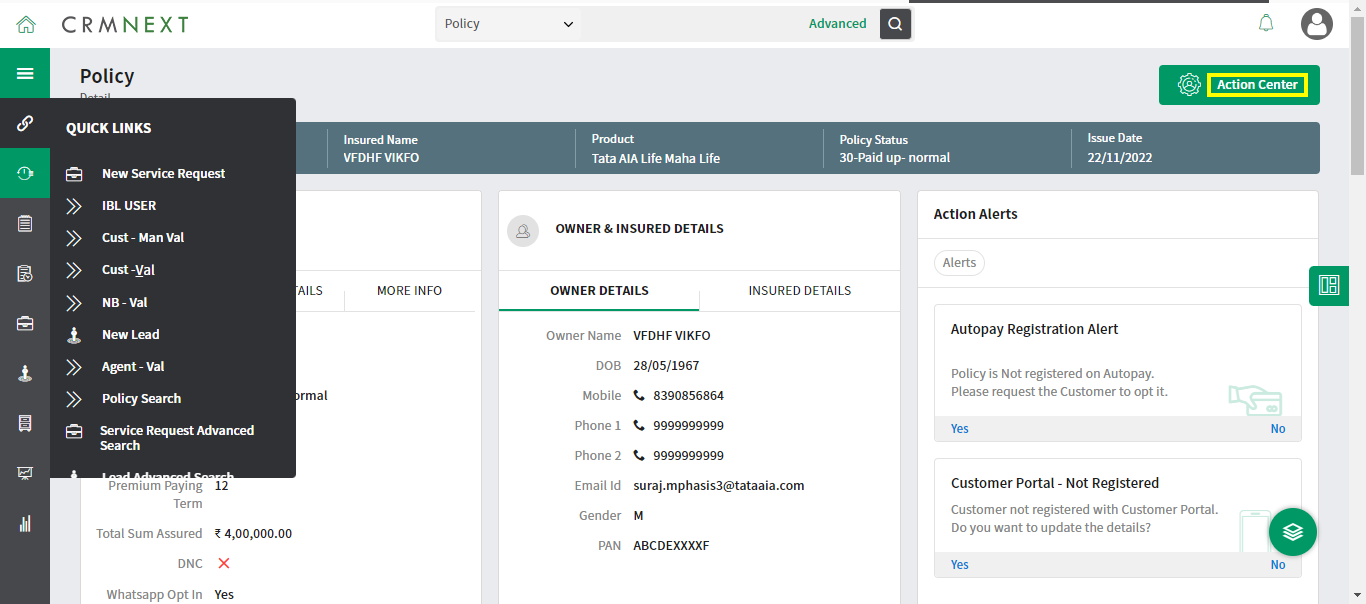 CRMNEXT
Policy
Advanced
Policy
Detail
Action Center
QUICK LINKS
New Service Request
IBL USER
Cust - Man Val
Cust -Val
NB - Val
New Lead
Agent - Val
Policy Search
Service Request Advanced
Search
Lead Advanced Search
Insured Name
VFDHF VIKFO
Product
Tata AIA Life Maha Life
Policy Status
30-Paid up- normal
Issue Date
22/11/2022
MORE INFO
Premium Paying
Term
12
Total Sum Assured
₹ 4,00,000.00
DNC
Whatsapp Opt In
Yes
OWNER & INSURED DETAILS
OWNER DETAILS
INSURED DETAILS
Owner Name
VFDHF VIKFO
DOB
28/05/1967
Mobile
8390856864
Phone 1
9999999999
Phone 2
9999999999
Email Id
suraj.mphasis3@tataaia.com
Gender
M
PAN
ABCDEXXXXF
Action Alerts
Alerts
Autopay Registration Alert
Policy is Not registered on Autopay.
Please request the Customer to opt it.
Yes
No
Customer Portal - Not Registered
Customer not registered with Customer Portal.
Do you want to update the details?
Yes
No